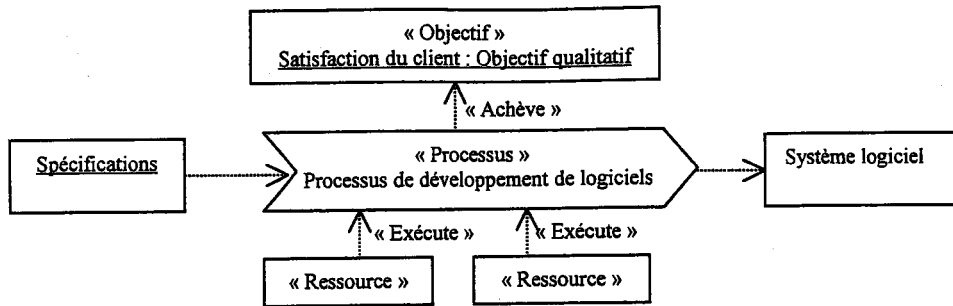 « Objectif »
Satisfaction du client : Objectif qualitatif
« Achève »
Spécifications
« Processus »
Processus de développement de logiciels
Système logiciel
« Exécute »
« Exécute »
« Ressource »
« Ressource »